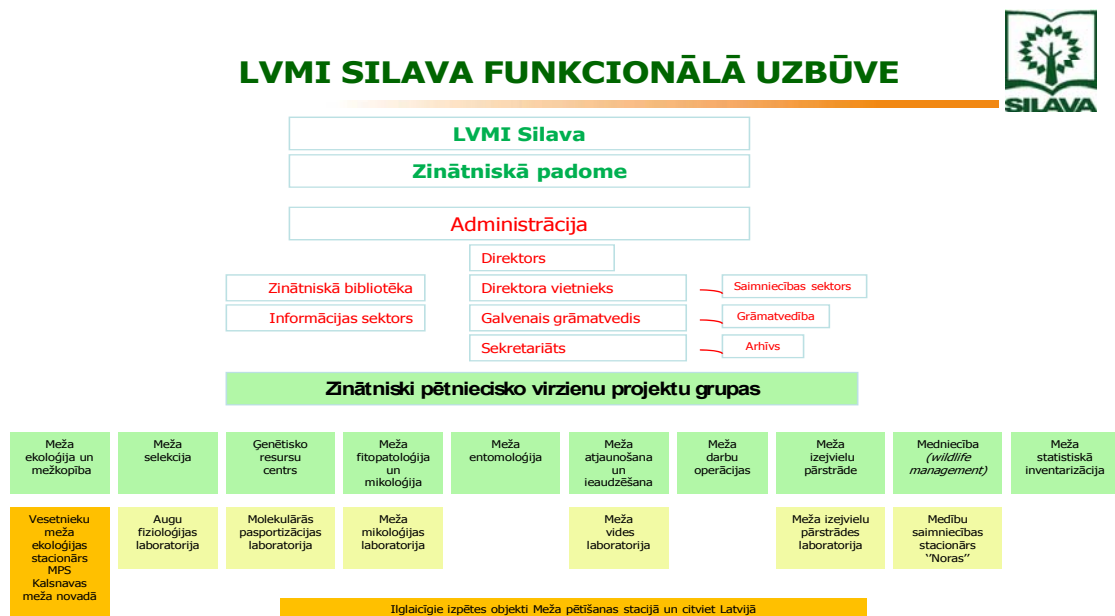 LVMI SILAVA FUNKCIONĀLĀ UZBŪVE
SILAVA
LVMI Silava
Zinātniskā padome
Administrācija
Direktors
Zinātniskā bibliotēka
Direktora vietnieks
Saimniecības sektors
Informācijas sektors
Galvenais grāmatvedis
Grāmatvedība
Sekretariāts
Arhīvs
Zinātniski pētniecisko virzienu projektu grupas
Meža
ekoloģija un
mežkopība
Meža
selekcija
Ģenētisko
resursu
centrs
Meža
fitopatoloģija
un
mikoloģija
Meža
entomoloģija
Meža
atjaunošana
un
ieaudzēšana
Meža
darbu
operācijas
Meža
izejvielu
pārstrāde
Medniecība
(wildlife
management)
Meža
statistiskā
inventarizācija
Vesetnieku
meža
ekoloģijas
stacionārs
MPS
Kalsnavas
meža novadā
Augu
fizioloģijas
laboratorija
Molekulārās
pasportizācijas
laboratorija
Meža
mikoloģijas
laboratorija
Meža
vides
laboratorija
Meža izejvielu
pārstrādes
laboratorija
Medību
saimniecības
stacionārs
"Noras"
Ilglaicīgie izpētes objekti Meža pētīšanas stacijā un citviet Latvijā